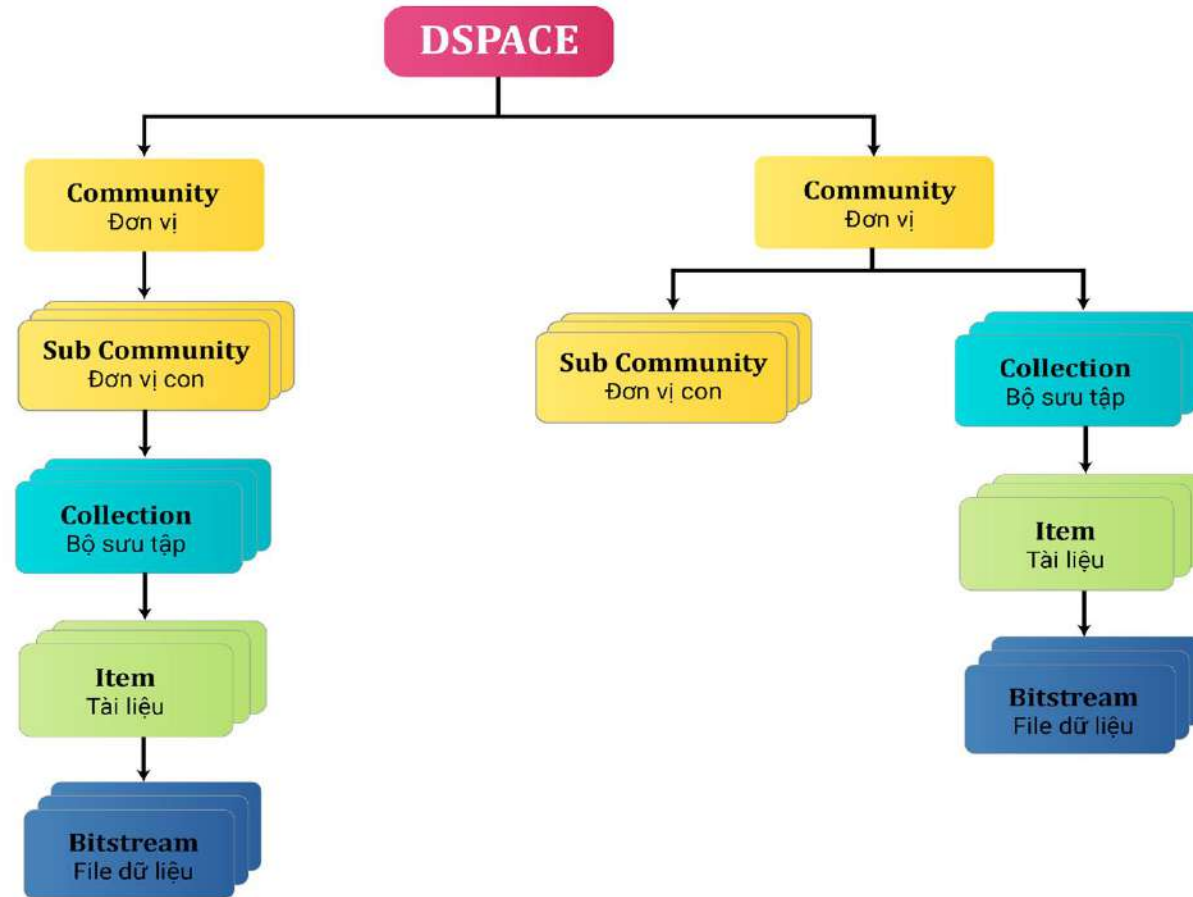 DSPACE
Community
Đơn vị
Sub Community
Đơn vị con
Collection
Bộ sưu tập
Item
Tài liệu
Bitstream
File dữ liệu
Community
Đơn vị
Sub Community
Đơn vị con
Collection
Bộ sưu tập
Item
Tài liệu
Bitstream
File dữ liệu